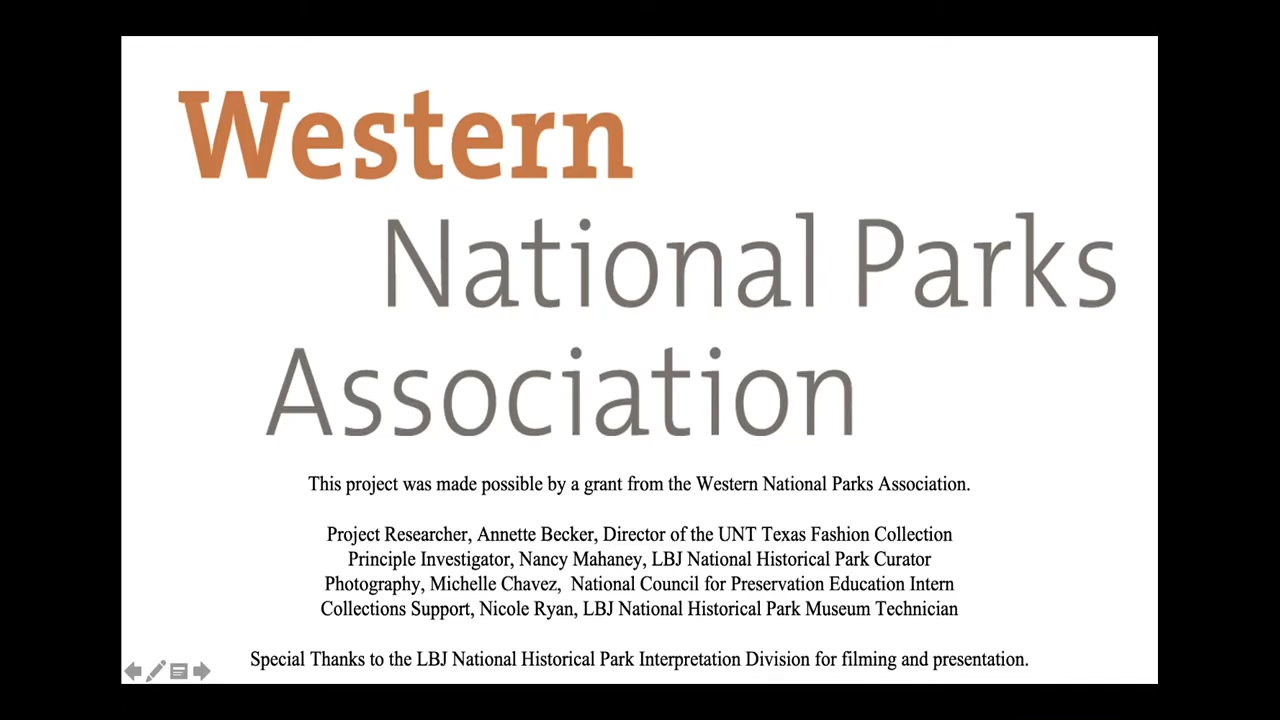 Western
National Parks
Association
This project was made possible by a grant from the Western National Parks Association.
Project Researcher, Annette Becker, Director of the UNT Texas Fashion Collection
Principle Investigator, Nancy Mahaney, LBJ National Historical Park Curator
Photography, Michelle Chavez,  National Council for Preservation Education Intern
Collections Support, Nicole Ryan, LBJ National Historical Park Museum Technician
Special Thanks to the LBJ National Historical Park Interpretation Division for filming and presentation.